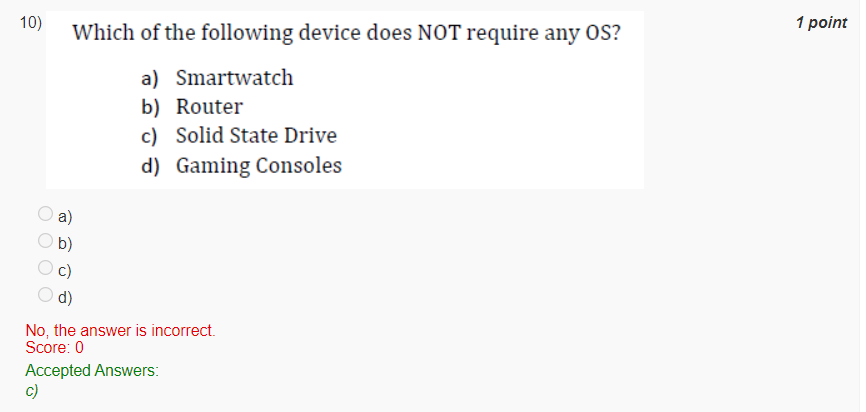 10)
Which of the following device does NOT require any OS?
1 point
a) Smartwatch
b) Router
c) Solid State Drive
d) Gaming Consoles
a)
b)
c)
d)
No, the answer is incorrect.
Score: 0
Accepted Answers:
c)